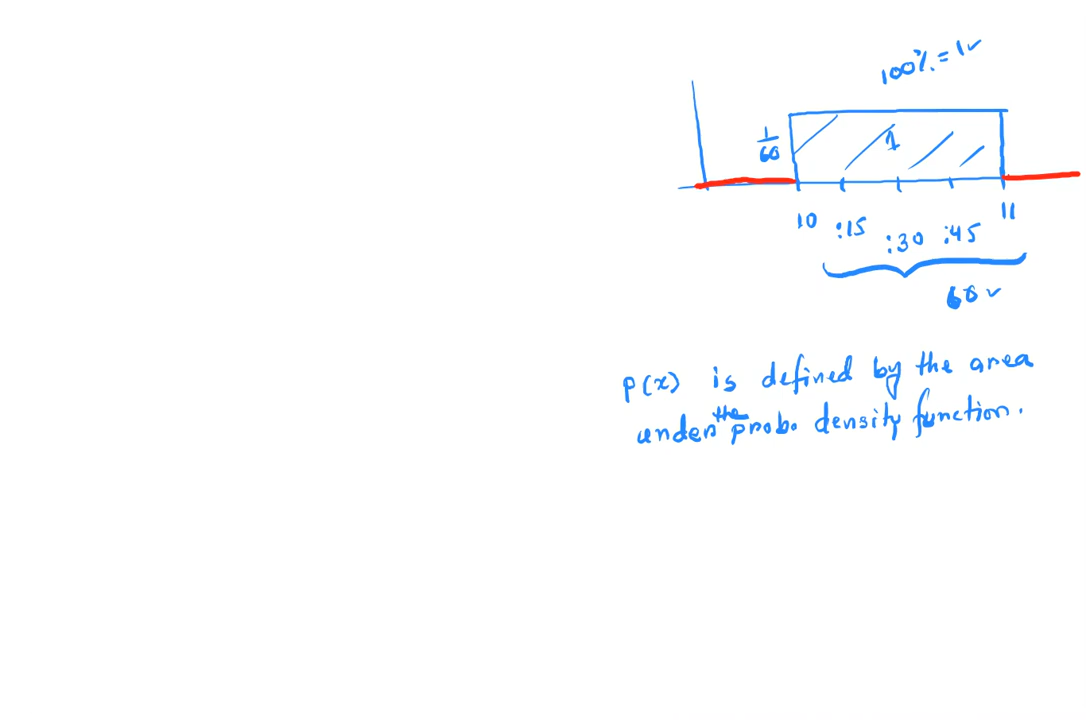 100% = 1 ✓
1/60
1
10 :15 :30 :45 11
60 ✓
P(x) is defined by the area
under the prob. density function.